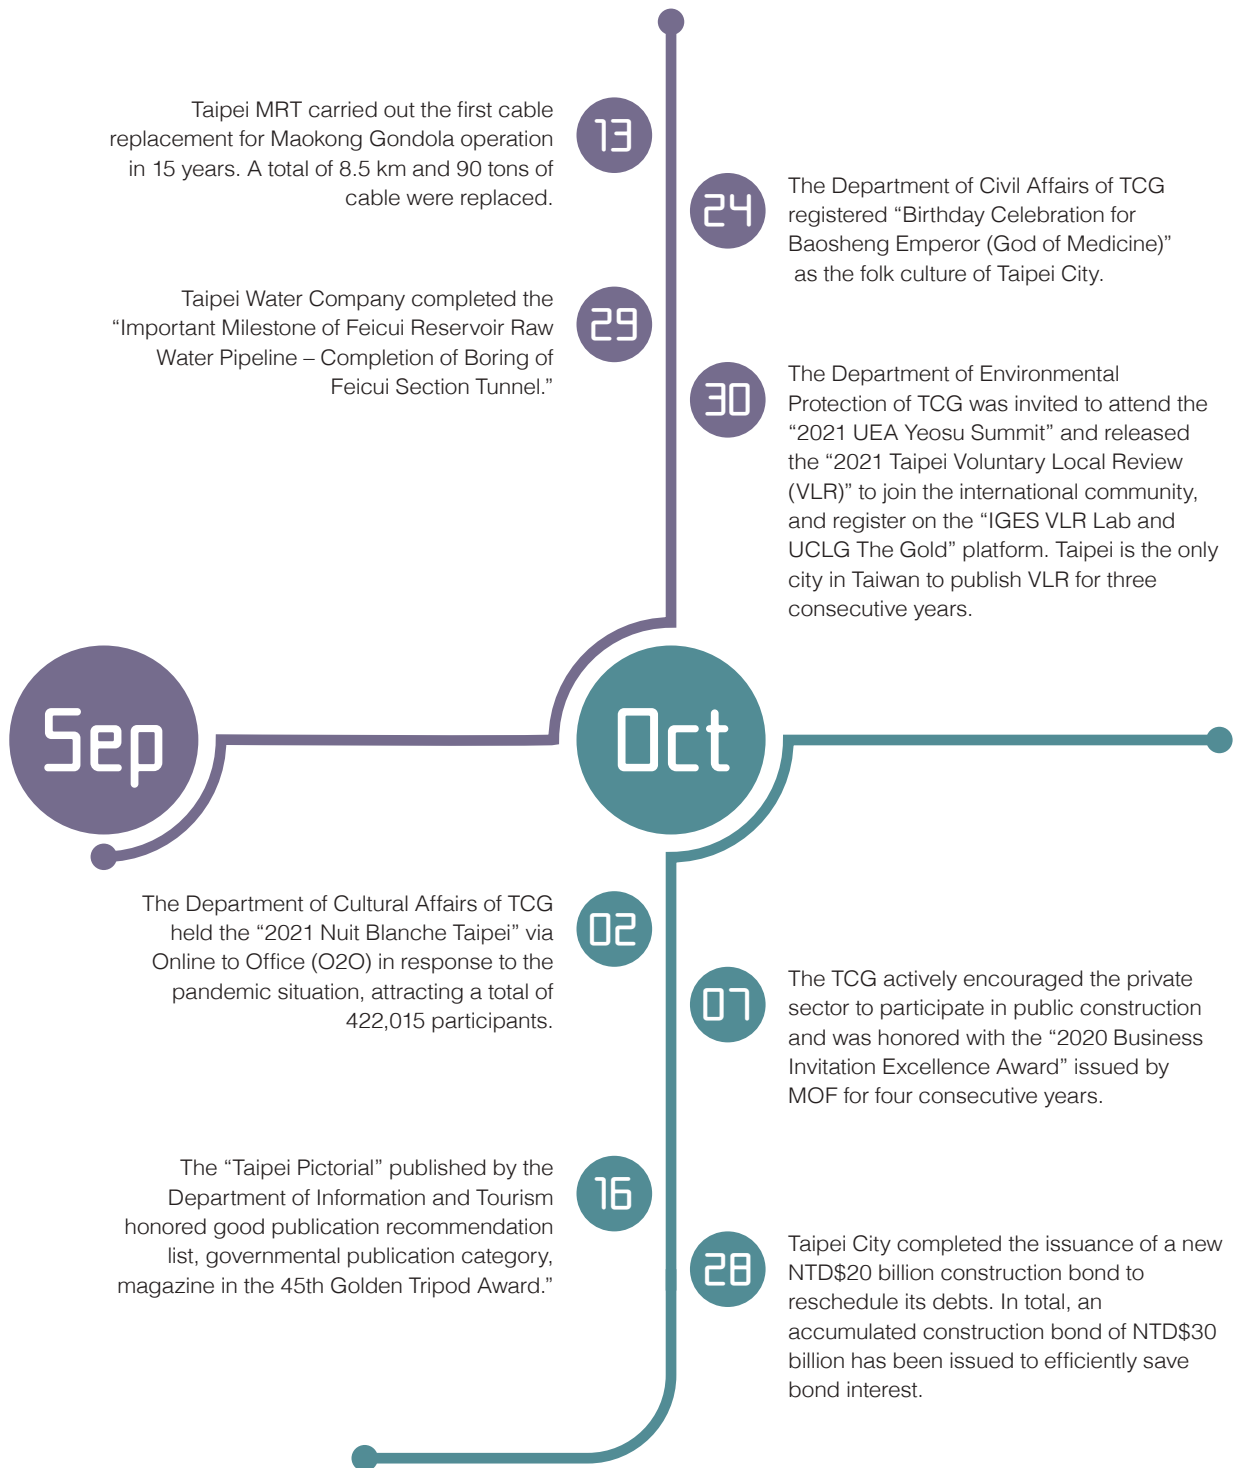 13
Taipei MRT carried out the first cable
replacement for Maokong Gondola operation
in 15 years. A total of 8.5 km and 90 tons of
cable were replaced.
24
The Department of Civil Affairs of TCG
registered “Birthday Celebration for
Baosheng Emperor (God of Medicine)”
as the folk culture of Taipei City.
29
Taipei Water Company completed the
“Important Milestone of Feicui Reservoir Raw
Water Pipeline – Completion of Boring of
Feicui Section Tunnel.”
30
The Department of Environmental
Protection of TCG was invited to attend the
“2021 UEA Yeosu Summit” and released
the “2021 Taipei Voluntary Local Review
(VLR)” to join the international community,
and register on the “IGES VLR Lab and
UCLG The Gold” platform. Taipei is the only
city in Taiwan to publish VLR for three
consecutive years.
Sep
Oct
02
The Department of Cultural Affairs of TCG
held the “2021 Nuit Blanche Taipei” via
Online to Office (O2O) in response to the
pandemic situation, attracting a total of
422,015 participants.
07
The TCG actively encouraged the private
sector to participate in public construction
and was honored with the “2020 Business
Invitation Excellence Award” issued by
MOF for four consecutive years.
16
The “Taipei Pictorial” published by the
Department of Information and Tourism
honored good publication recommendation
list, governmental publication category,
magazine in the 45th Golden Tripod Award.”
28
Taipei City completed the issuance of a new
NTD$20 billion construction bond to
reschedule its debts. In total, an
accumulated construction bond of NTD$30
billion has been issued to efficiently save
bond interest.